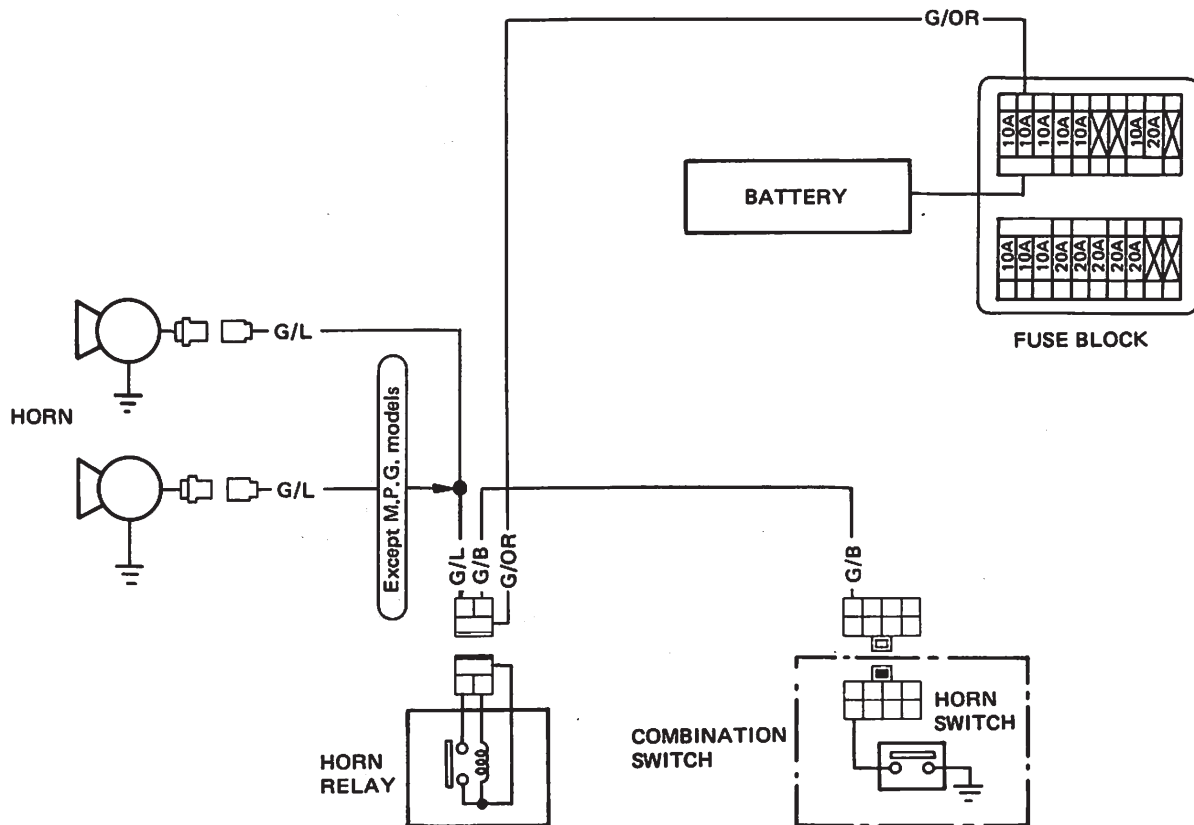 G/OR
10A 10A 10A 10A 10A 10A 20A
BATTERY
10A 10A 10A 20A 20A 20A 20A 20A
FUSE BLOCK
G/L
HORN
Except M.P.G. models
G/L
G/L
G/B
G/OR
G/B
HORN
SWITCH
COMBINATION
SWITCH
HORN
RELAY